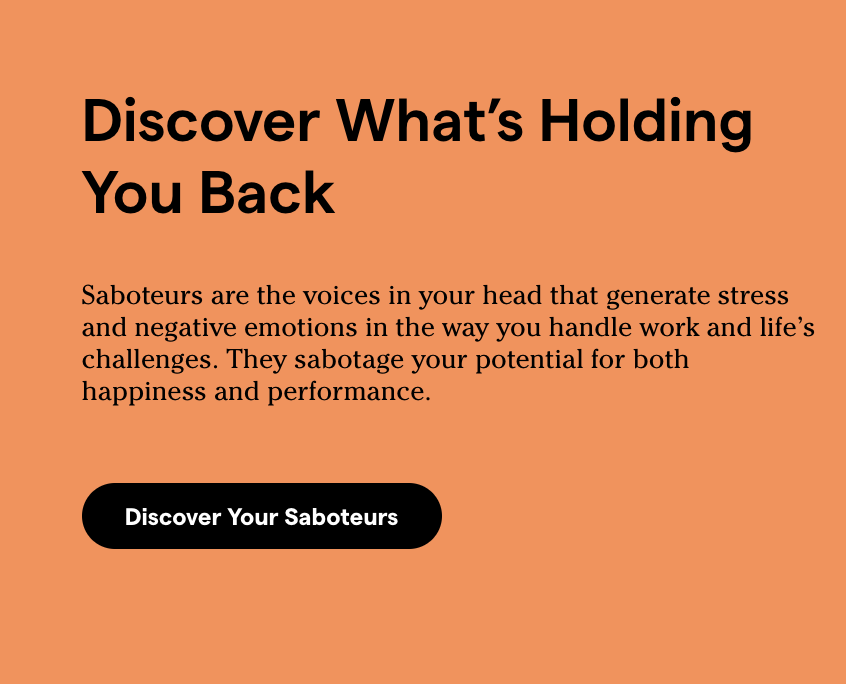 Discover What’s Holding
You Back
Saboteurs are the voices in your head that generate stress
and negative emotions in the way you handle work and life’s
challenges. They sabotage your potential for both
happiness and performance.
Discover Your Saboteurs